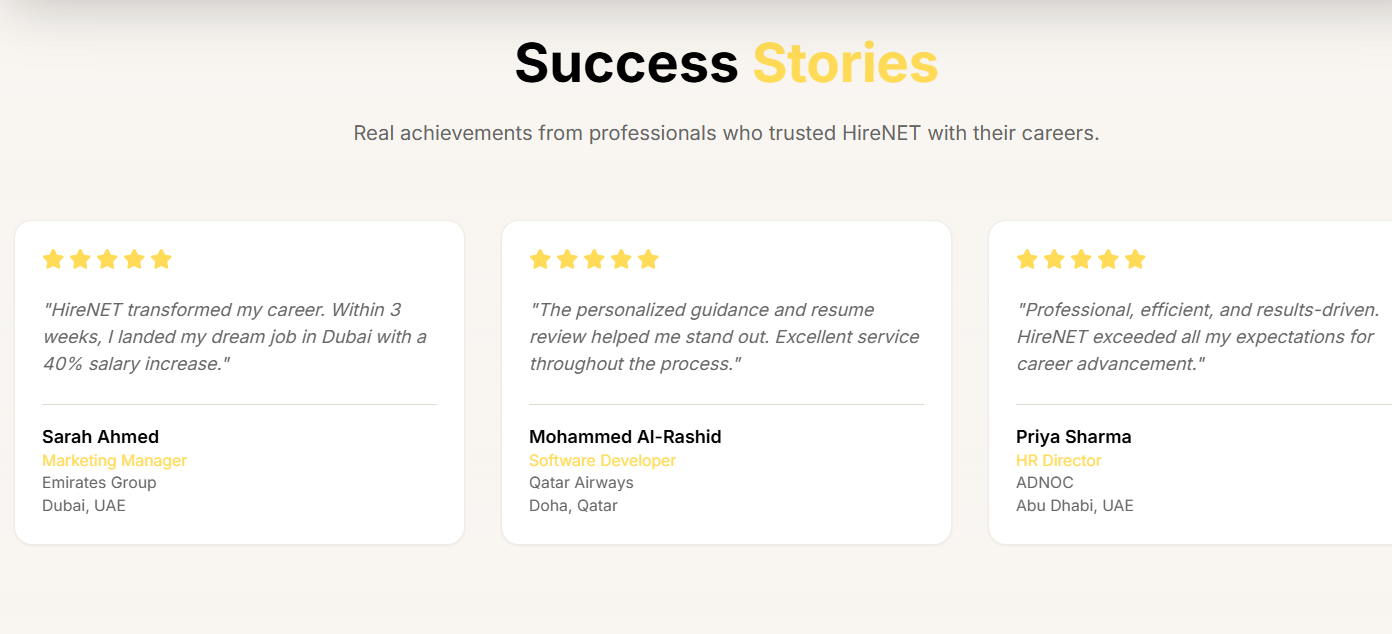 Success Stories
Real achievements from professionals who trusted HireNET with their careers.
"HireNET transformed my career. Within 3
weeks, I landed my dream job in Dubai with a
40% salary increase."
Sarah Ahmed
Marketing Manager
Emirates Group
Dubai, UAE
"The personalized guidance and resume
review helped me stand out. Excellent service
throughout the process."
Mohammed Al-Rashid
Software Developer
Qatar Airways
Doha, Qatar
"Professional, efficient, and results-driven.
HireNET exceeded all my expectations for
career advancement."
Priya Sharma
HR Director
ADNOC
Abu Dhabi, UAE